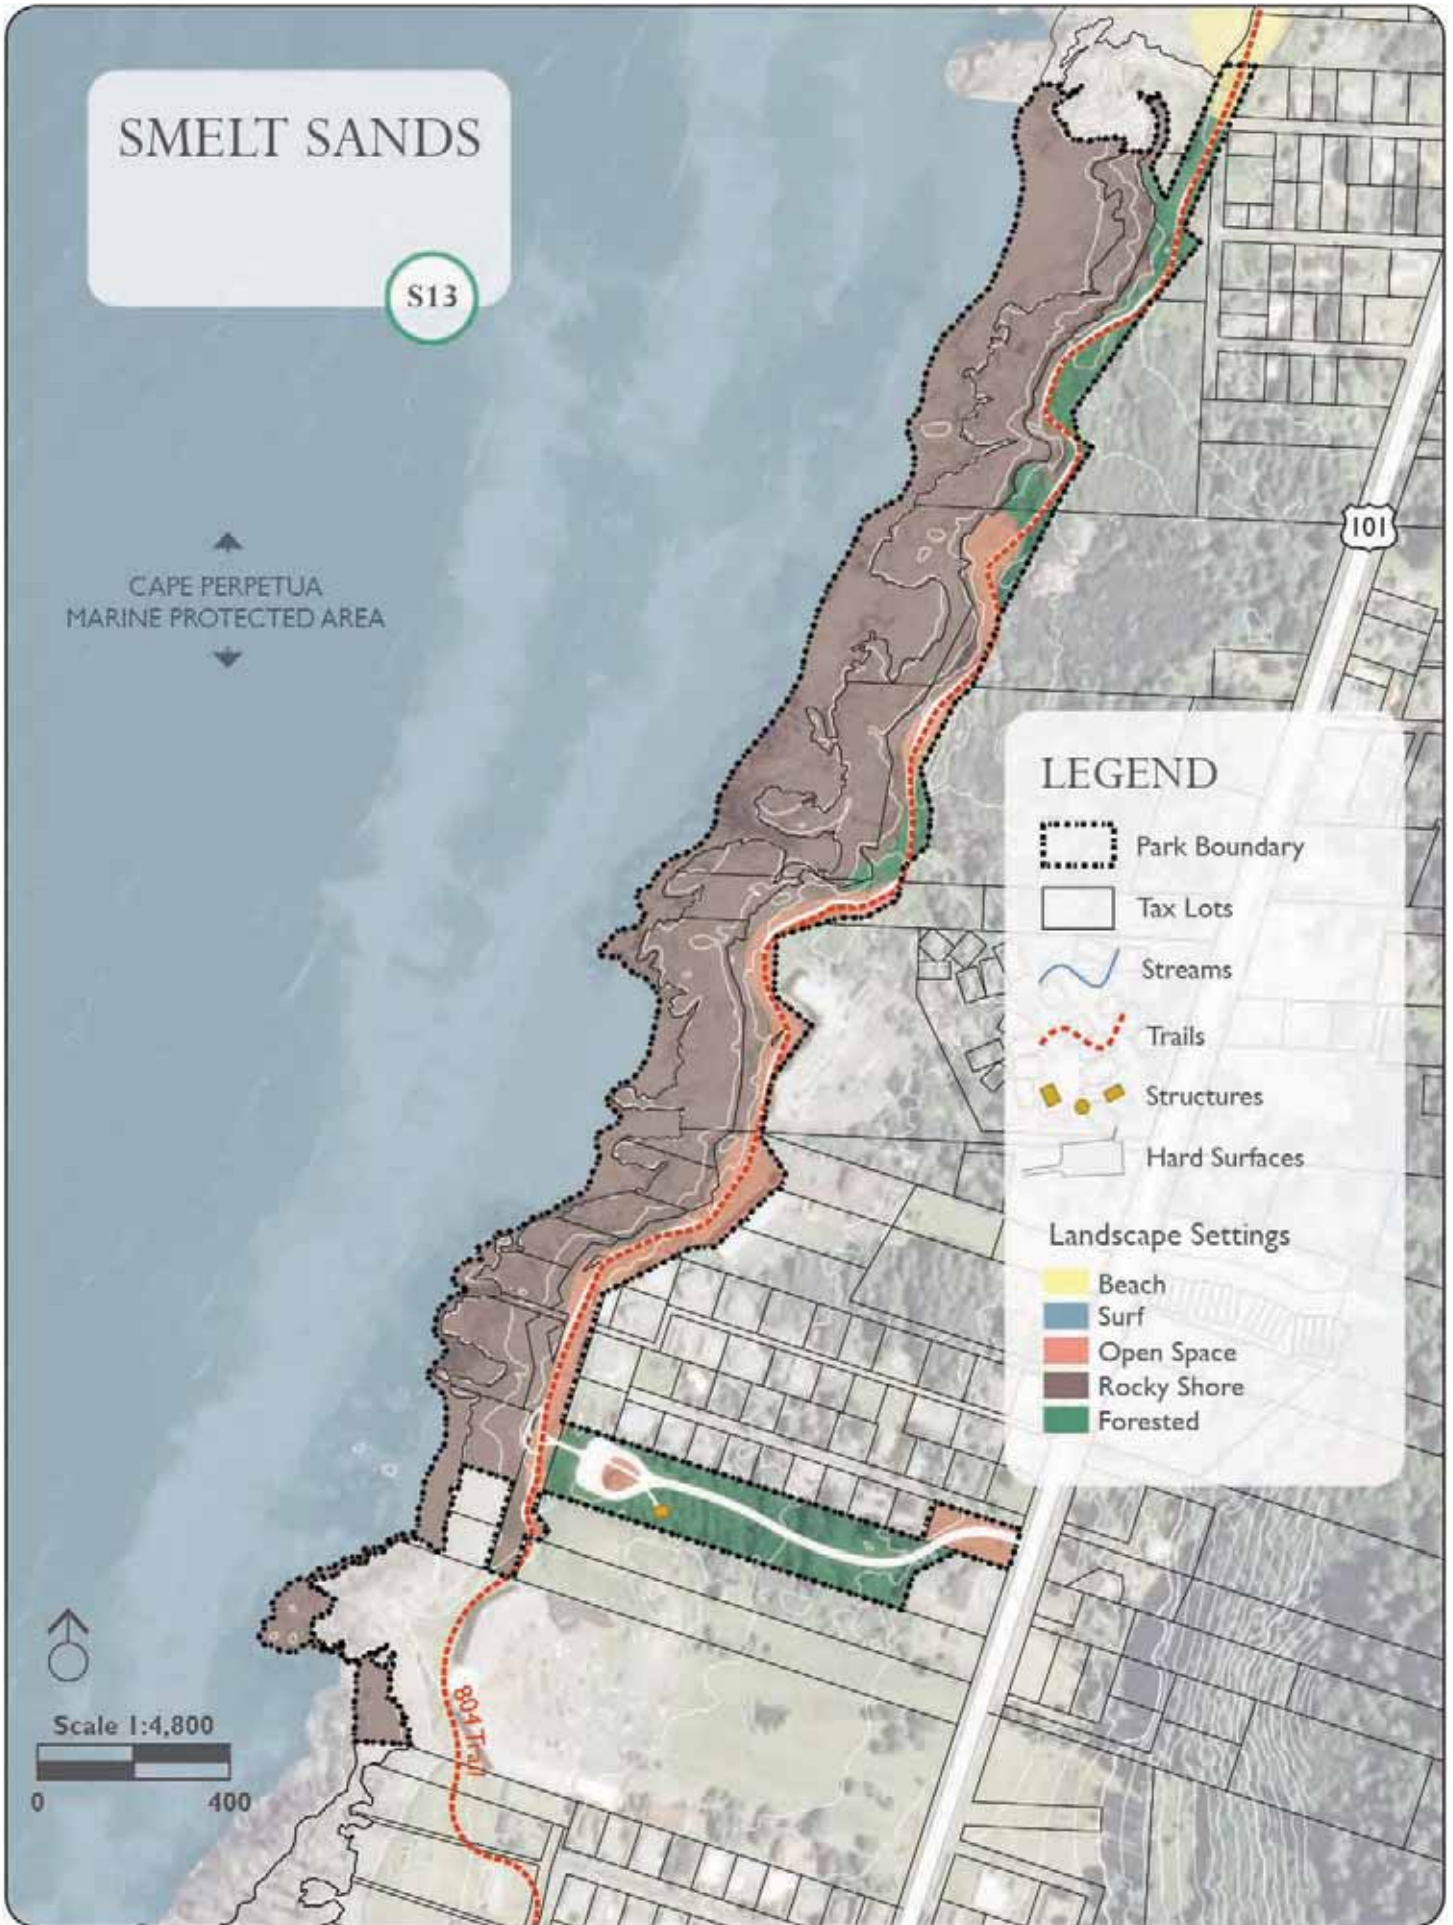 SMELT SANDS
S13
101
CAPE PERPETUA
MARINE PROTECTED AREA
LEGEND
Park Boundary
Tax Lots
Streams
Trails
Structures
Hard Surfaces
Landscape Settings
Beach
Surf
Open Space
Rocky Shore
Forested
804 Trail
Scale 1:4,800
0 400